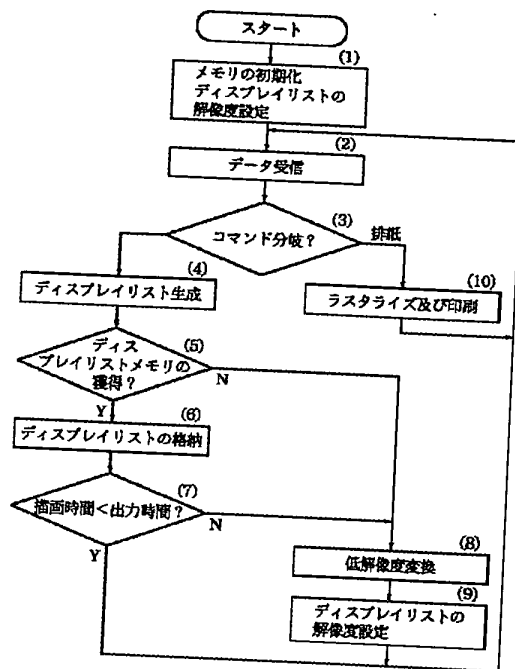 スタート
(1)
メモリの初期化
ディスプレイリストの
解像度設定
(2)
データ受信
(3)
コマンド分岐?
排紙
(4)
ディスプレイリスト生成
(10)
ラスタライズ及び印刷
(5)
ディス
プレイリストメモリの
獲得?
N
Y
(6)
ディスプレイリストの格納
(7)
描画時間<出力時間?
N
Y
(8)
低解像度変換
(9)
ディスプレイリストの
解像度設定